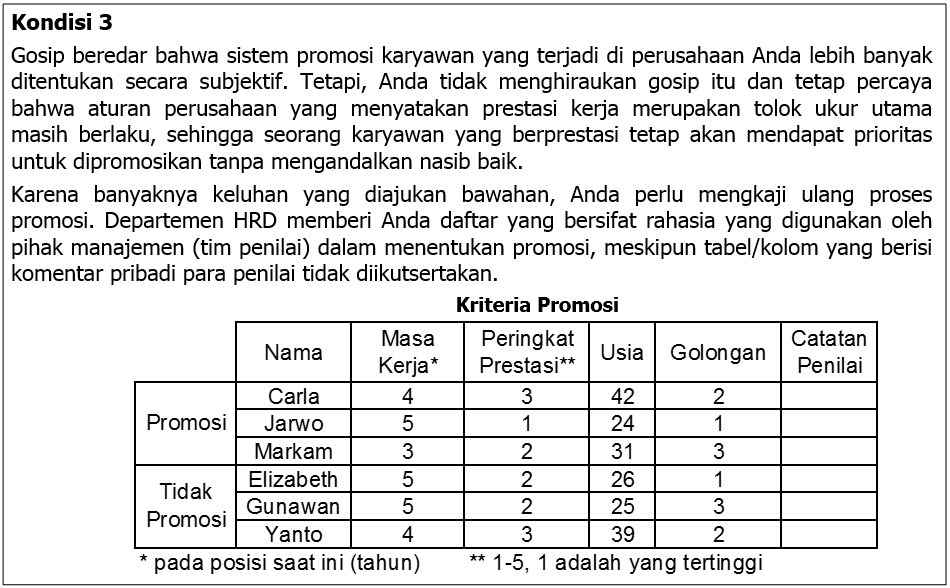 Kondisi 3
Gosip beredar bahwa sistem promosi karyawan yang terjadi di perusahaan Anda lebih banyak
ditentukan secara subjektif. Tetapi, Anda tidak menghiraukan gosip itu dan tetap percaya
bahwa aturan perusahaan yang menyatakan prestasi kerja merupakan tolok ukur utama
masih berlaku, sehingga seorang karyawan yang berprestasi tetap akan mendapat prioritas
untuk dipromosikan tanpa mengandalkan nasib baik.
Karena banyaknya keluhan yang diajukan bawahan, Anda perlu mengkaji ulang proses
promosi. Departemen HRD memberi Anda daftar yang bersifat rahasia yang digunakan oleh
pihak manajemen (tim penilai) dalam menentukan promosi, meskipun tabel/kolom yang berisi
komentar pribadi para penilai tidak diikutsertakan.
Kriteria Promosi
Nama Masa Kerja* Peringkat Prestasi** Usia Golongan Catatan Penilai
Promosi Carla 4 3 42 2
Jarwo 5 1 24 1
Markam 3 2 31 3
Tidak Promosi Elizabeth 5 2 26 1
Gunawan 5 2 25 3
Yanto 4 3 39 2
* pada posisi saat ini (tahun) ** 1-5, 1 adalah yang tertinggi